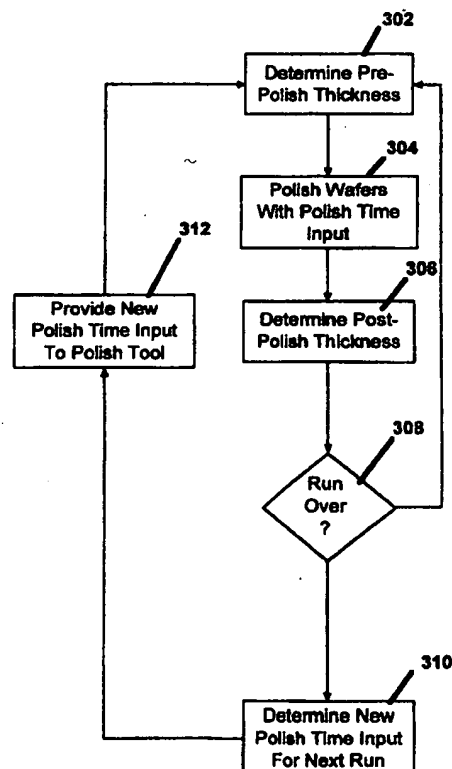 302
Determine Pre-
Polish Thickness
304
Polish Wafers
With Polish Time
Input
306
Determine Post-
Polish Thickness
308
Run
Over
?
310
Determine New
Polish Time Input
For Next Run
312
Provide New
Polish Time Input
To Polish Tool